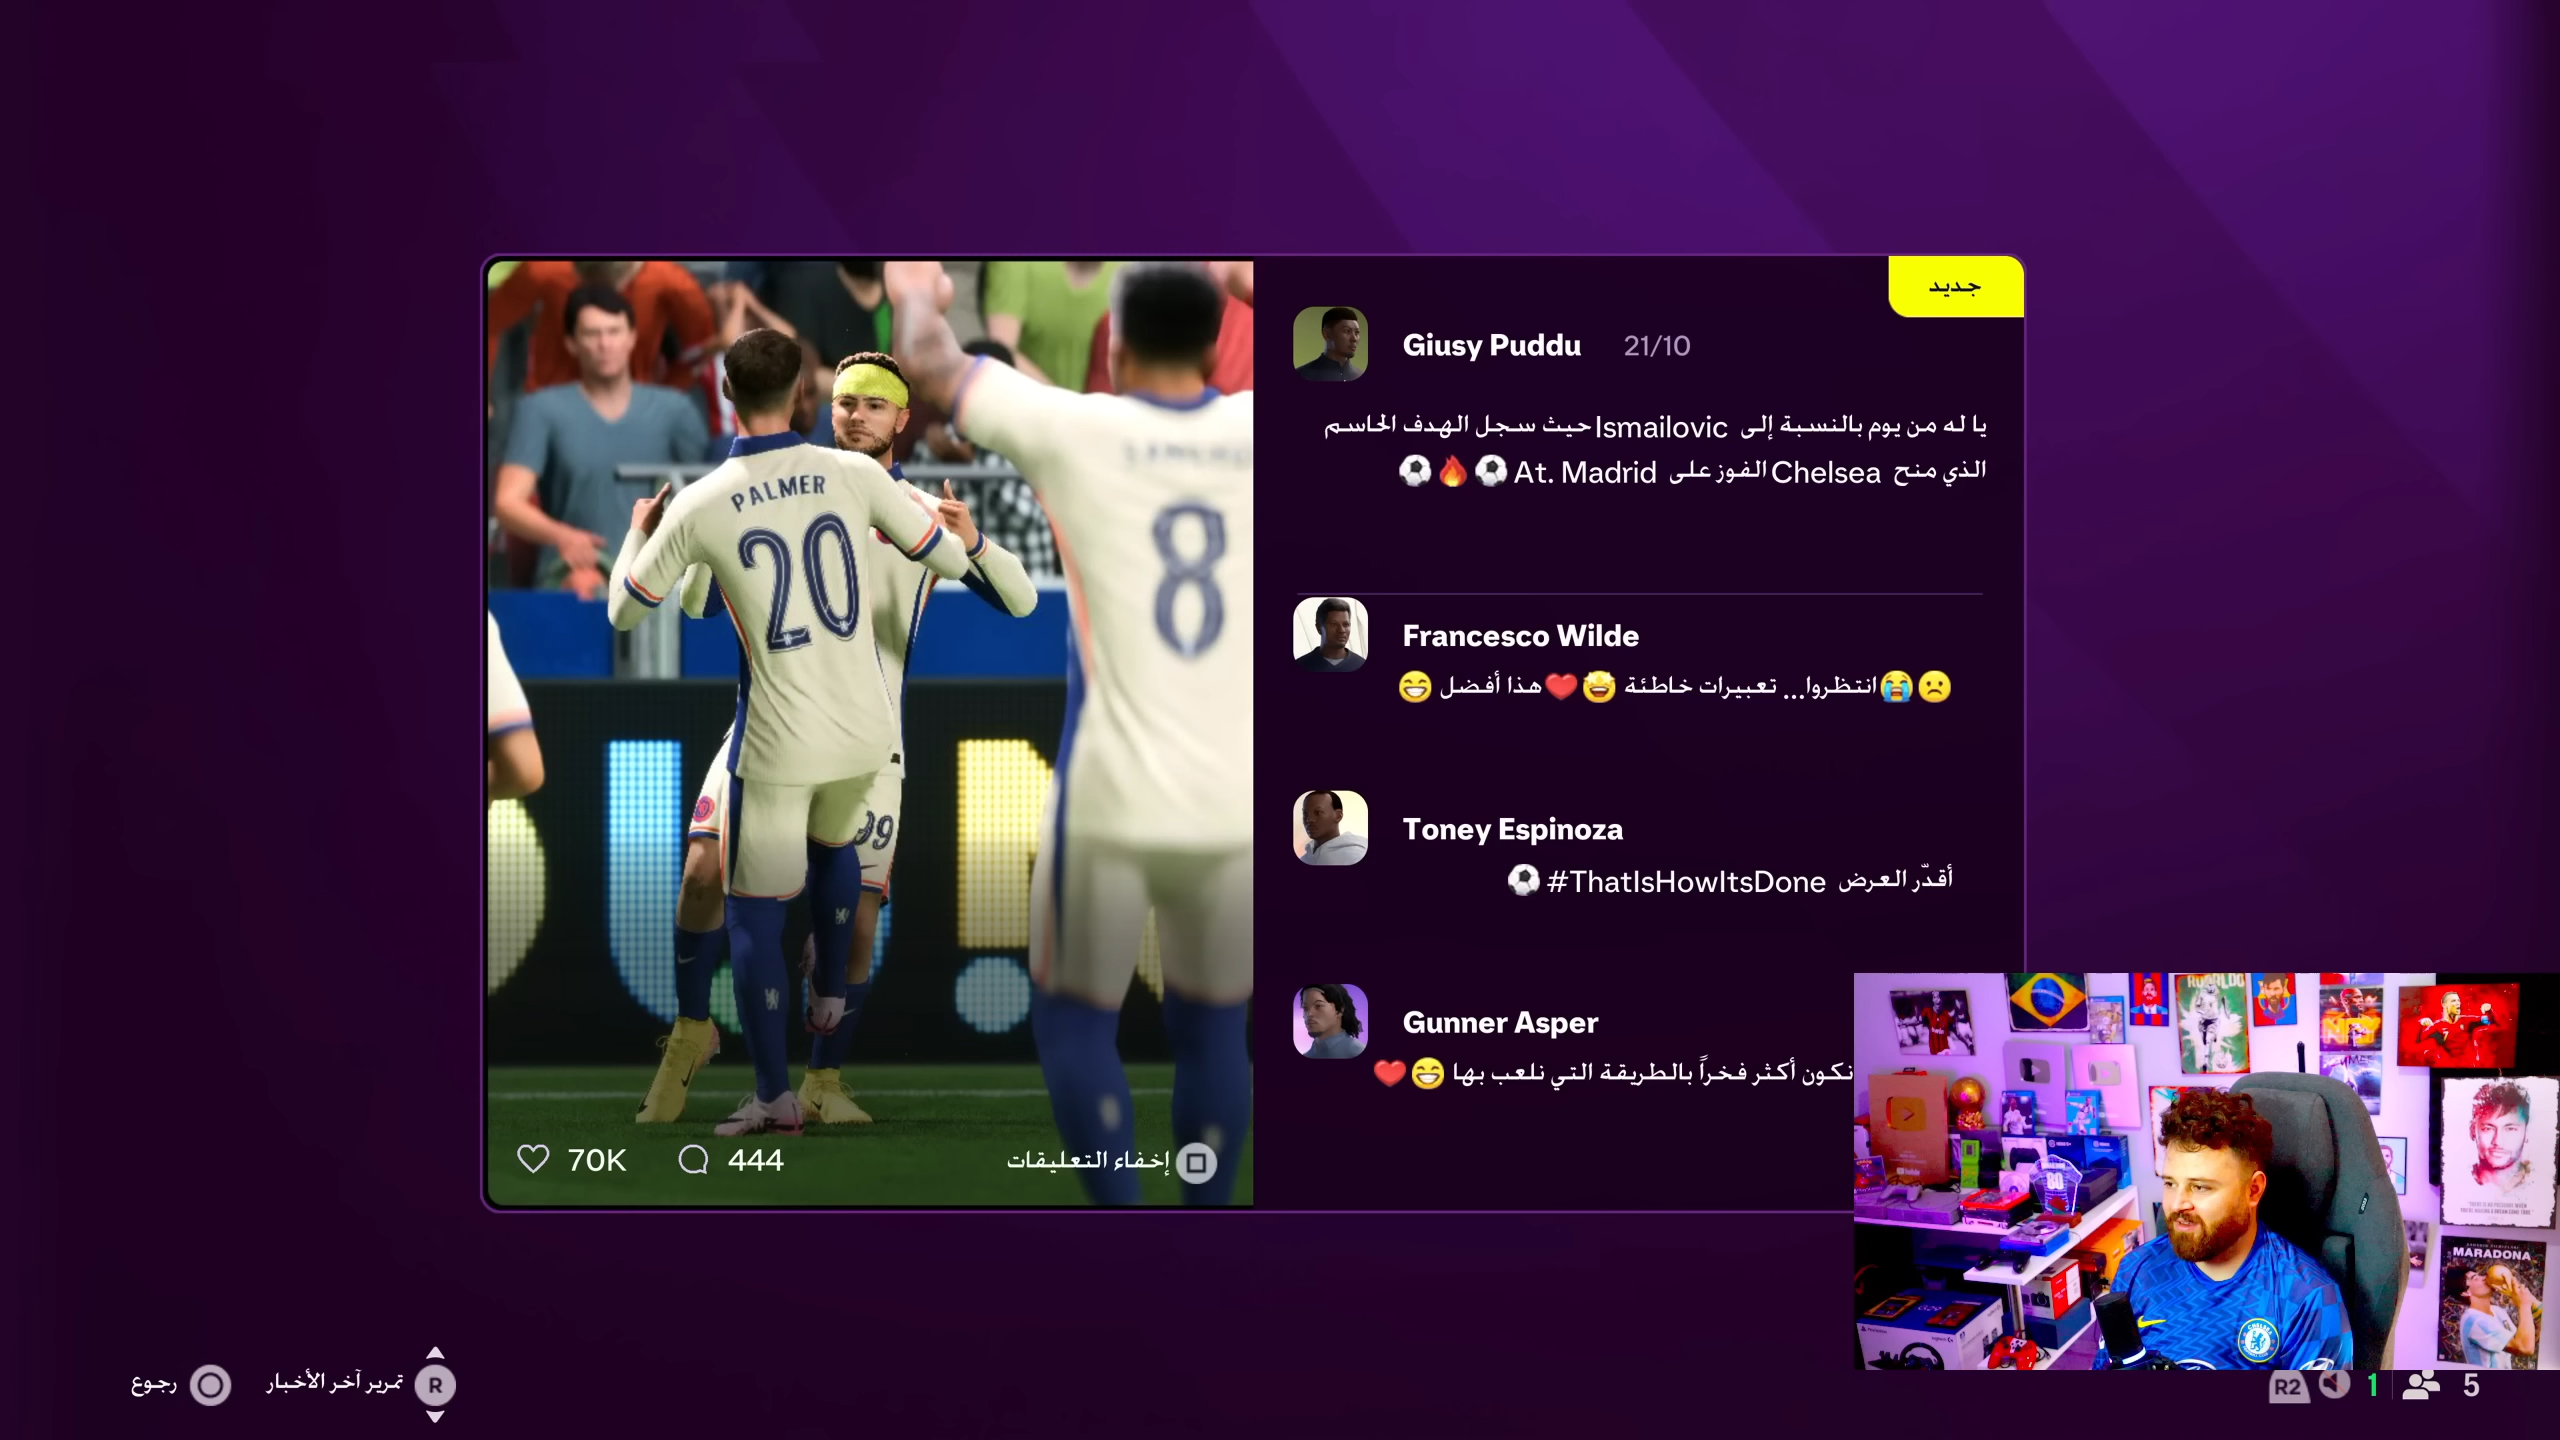 جديد
Giusy Puddu 21/10
يا له من يوم بالنسبة إلى Ismailovic حيث سجل الهدف الحاسم
الذي منح Chelsea الفوز على At. Madrid ⚽🔥⚽
Francesco Wilde
🙁😭انتظروا... تعبيرات خاطئة 🤩❤️هذا أفضل 😁
Toney Espinoza
أقدّر العرض #ThatIsHowItsDone ⚽
Gunner Asper
نكون أكثر فخراً بالطريقة التي نلعب بها 😁❤️
PALMER
20
8
99
70K 444 إخفاء التعليقات
RONALDO
MARADONA
CHELSEA
رجوع تمرير آخر الأخبار R
R2 1 5